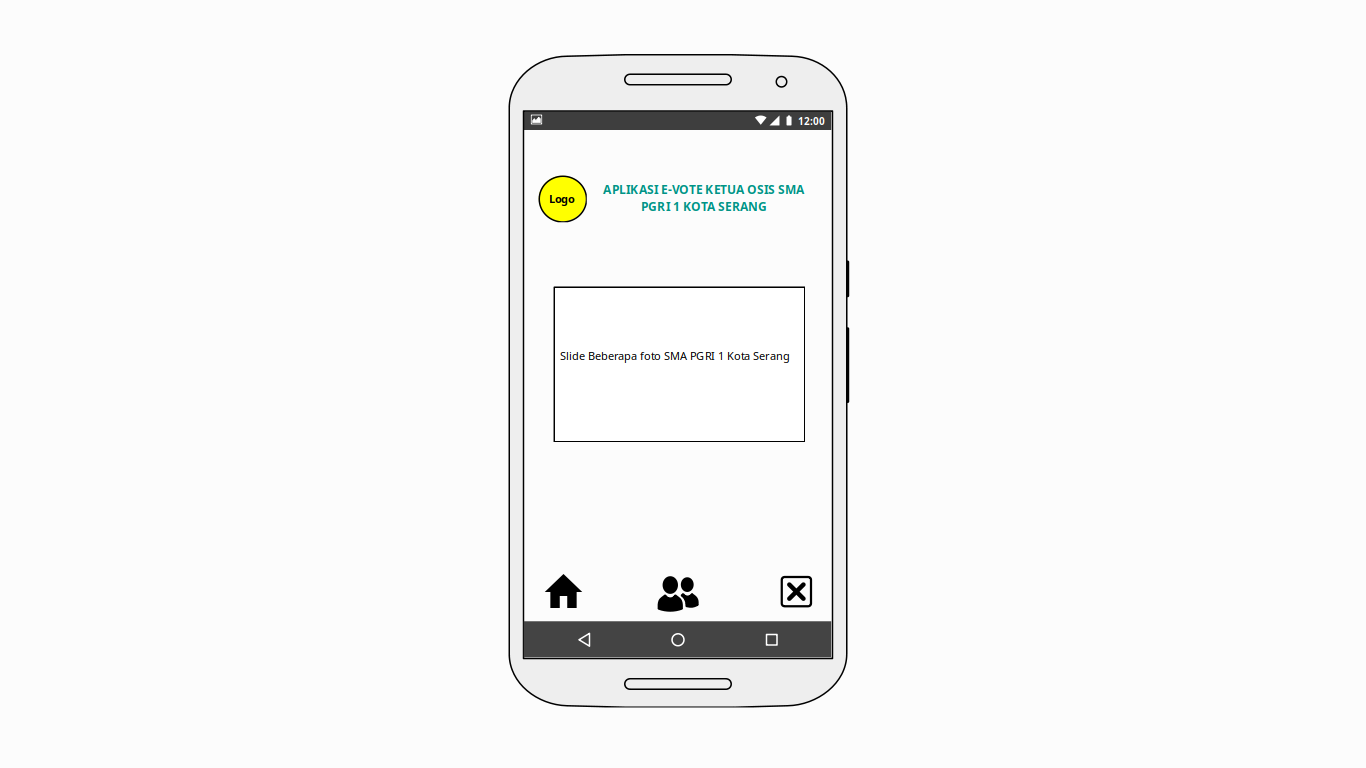 12:00
Logo
APLIKASI E-VOTE KETUA OSIS SMA
PGRI 1 KOTA SERANG
Slide Beberapa foto SMA PGRI 1 Kota Serang